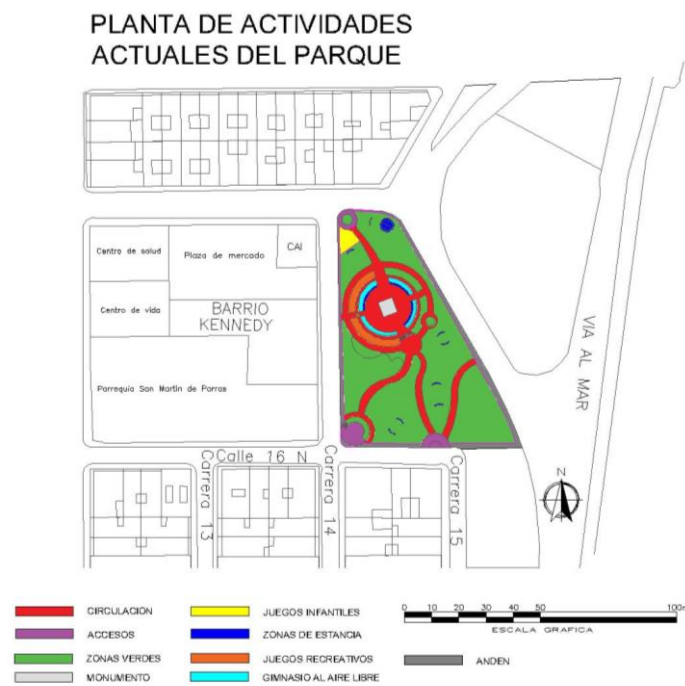 PLANTA DE ACTIVIDADES
ACTUALES DEL PARQUE
Centro de salud
Plaza de mercado
CAI
Centro de vida
BARRIO
KENNEDY
Parroquia San Martin de Porras
VIA AL MAR
Calle 16 N
Carrera 13
Carrera 14
Carrera 15
N
CIRCULACION
ACCESOS
ZONAS VERDES
MONUMENTO
JUEGOS INFANTILES
ZONAS DE ESTANCIA
JUEGOS RECREATIVOS
GIMNASIO AL AIRE LIBRE
0 10 20 30 40 50 100m
ESCALA GRAFICA
ANDEN